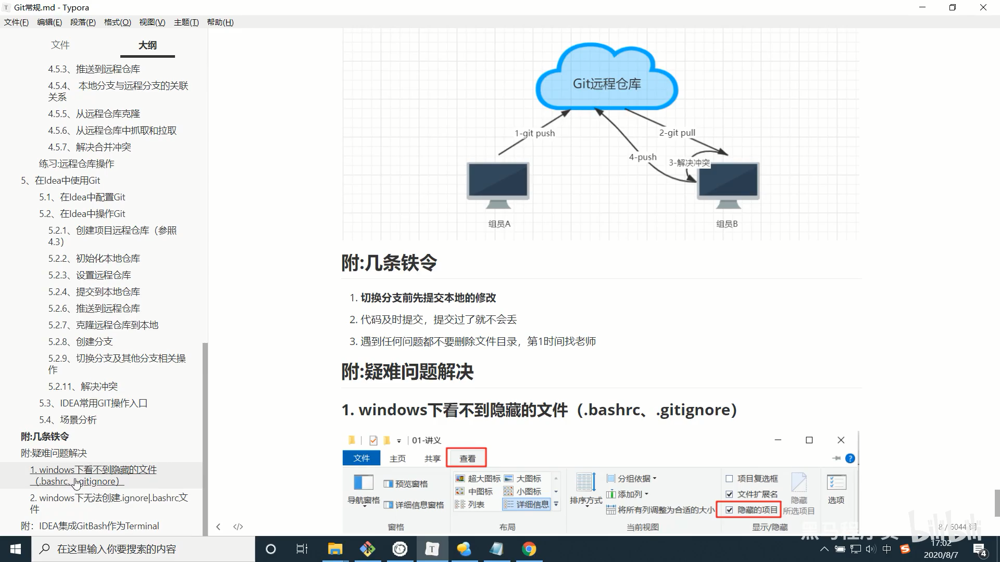 Git常规.md - Typora
文件(F) 编辑(E) 段落(P) 格式(O) 视图(V) 主题(T) 帮助(H)
文件 大纲
4.5.3、推送到远程仓库
4.5.4、 本地分支与远程分支的关联
关系
4.5.5、从远程仓库克隆
4.5.6、从远程仓库中抓取和拉取
4.5.7、解决合并冲突
练习:远程仓库操作
5、在Idea中使用Git
5.1、在Idea中配置Git
5.2、在Idea中操作Git
5.2.1、创建项目远程仓库（参照
4.3）
5.2.2、初始化本地仓库
5.2.3、设置远程仓库
5.2.4、提交到本地仓库
5.2.6、推送到远程仓库
5.2.7、克隆远程仓库到本地
5.2.8、创建分支
5.2.9、切换分支及其他分支相关操
作
5.2.11、解决冲突
5.3、IDEA常用GIT操作入口
5.4、场景分析
附:几条铁令
附:疑难问题解决
1. windows下看不到隐藏的文件
（.bashrc、.gitignore）
2. windows下无法创建.ignore|.bashrc文
件
附：IDEA集成GitBash作为Terminal
Git远程仓库
1-git push
2-git pull
4-push
3-解决冲突
组员A
组员B
附:几条铁令
1. 切换分支前先提交本地的修改
2. 代码及时提交，提交过了就不会丢
3. 遇到任何问题都不要删除文件目录，第1时间找老师
附:疑难问题解决
1. windows下看不到隐藏的文件（.bashrc、.gitignore）
01-讲义
文件 主页 共享 查看
导航窗格
预览窗格
详细信息窗格
窗格
超大图标 大图标
中图标 小图标
列表 详细信息
布局
排序方式
分组依据
添加列
将所有列调整为合适的大小
当前视图
项目复选框
文件扩展名
隐藏的项目
隐藏
所选项目
显示/隐藏
选项
8 / 6044 词
黑马程序员
bilibili
在这里输入你要搜索的内容
T
中
17:02
2020/8/7
4